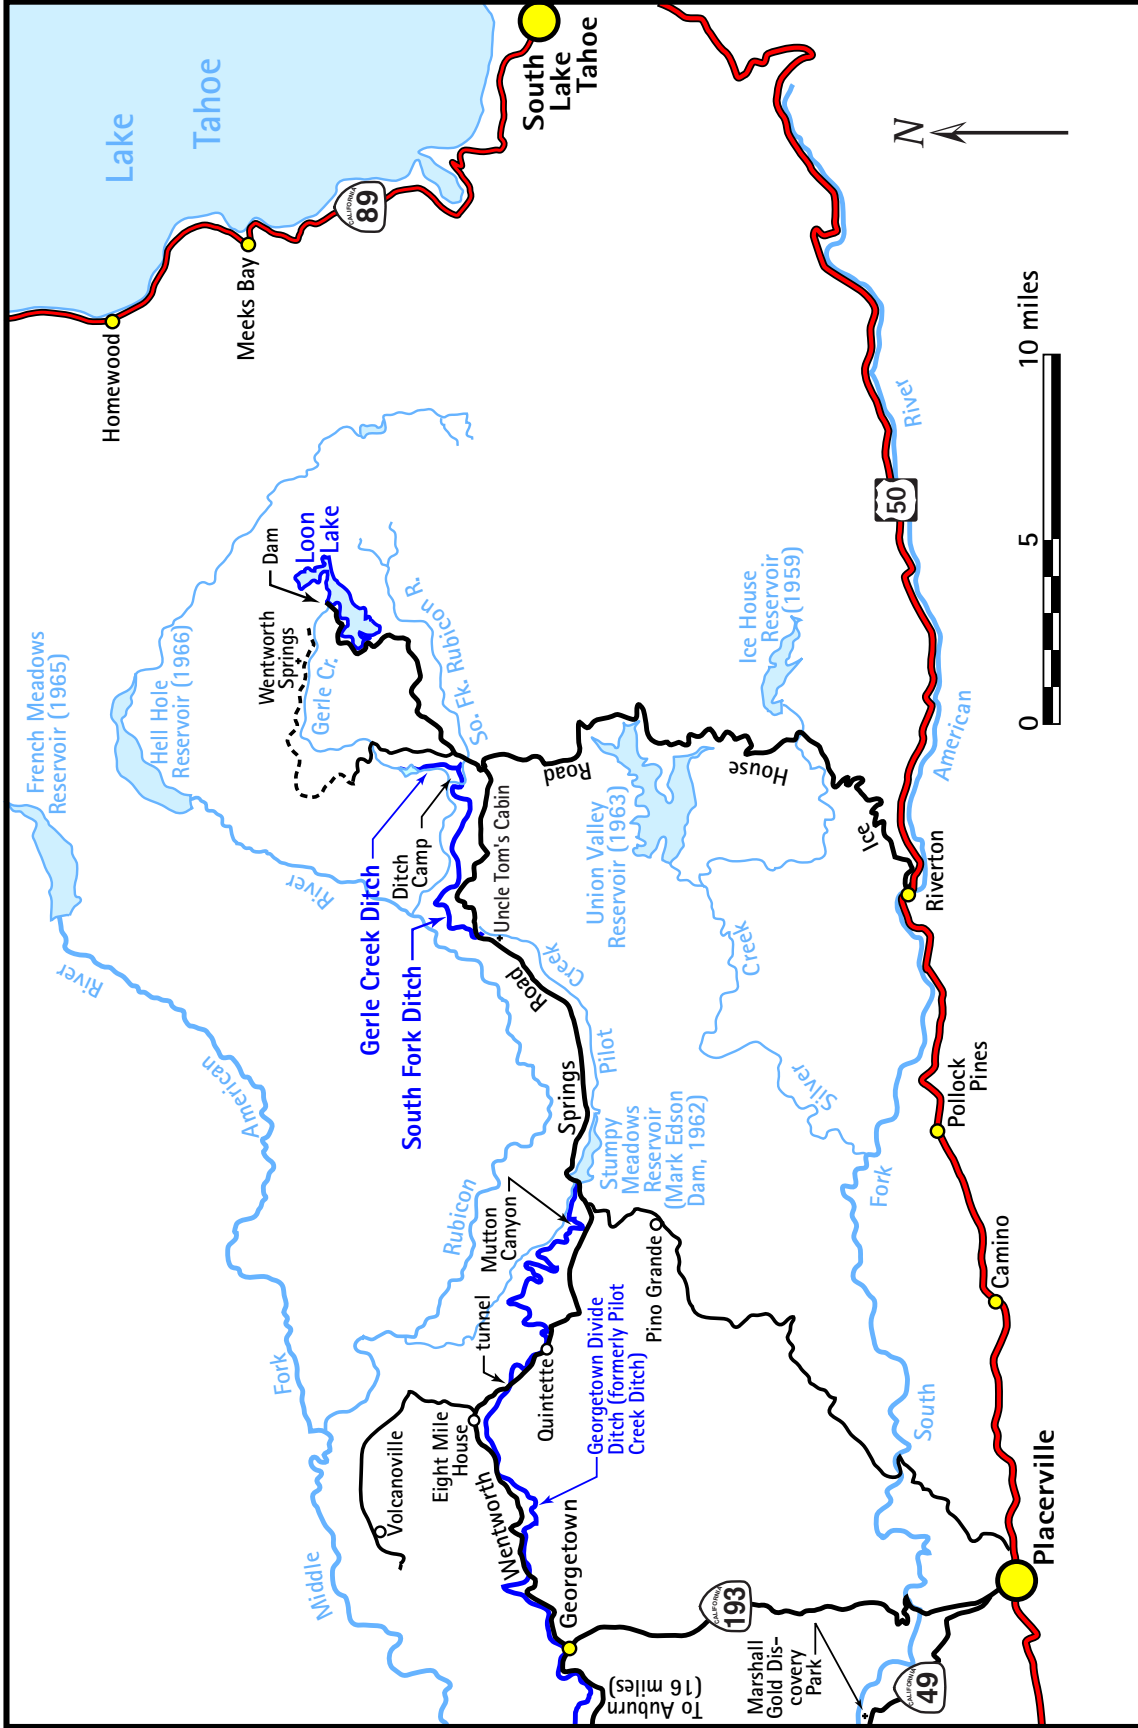 Lake
Tahoe
South
Lake
Tahoe
CALIFORNIA
89
Meeks Bay
Homewood
N
French Meadows
Reservoir (1965)
Hell Hole
Reservoir (1966)
Wentworth
Springs
Dam
Loon
Lake
Gerle Cr.
So. Fk. Rubicon R.
Ice House
Reservoir
(1959)
River
50
10 miles
5
0
American
River
River
American
Gerle Creek Ditch
Ditch
Camp
South Fork Ditch
Uncle Tom's Cabin
Road
House
Ice
Union Valley
Reservoir (1963)
Riverton
Road
Creek
Pilot
Springs
Creek
Silver
Stumpy
Meadows
Reservoir
(Mark Edson
Dam, 1962)
Mutton
Canyon
Rubicon
Pollock
Pines
Fork
Fork
tunnel
Pino Grande
Camino
Georgetown Divide
Ditch (formerly Pilot
Creek Ditch)
Quintette
Eight Mile
House
Volcanoville
Wentworth
South
Middle
Georgetown
Placerville
CALIFORNIA
193
To Auburn
(16 miles)
Marshall
Gold Dis-
covery
Park
CALIFORNIA
49